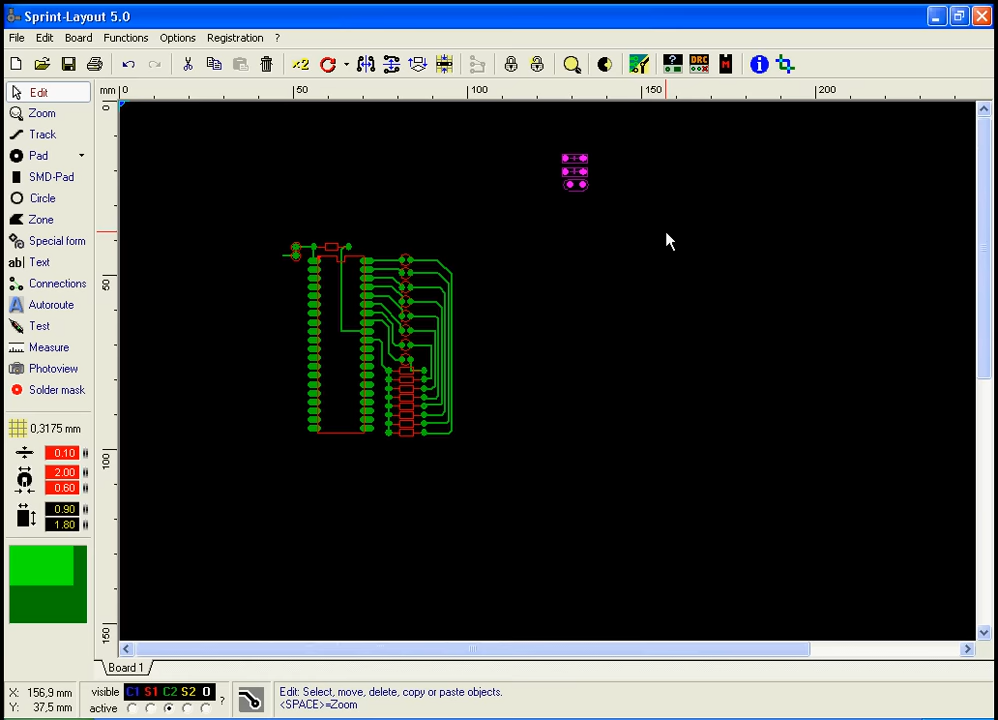 Sprint-Layout 5.0
File Edit Board Functions Options Registration ?
×2 ? DRC M
mm 0 50 100 150 200
Edit
Zoom
Track
Pad
SMD-Pad
Circle
Zone
Special form
ab| Text
Connections
Autoroute
Test
Measure
Photoview
Solder mask
0,3175 mm
0.10
2.00
0.60
0.90
1.80
0
50
100
150
Board 1
X: 156,9 mm
Y: 37,5 mm
visible C1 S1 C2 S2 O
active
?
Edit: Select, move, delete, copy or paste objects.
<SPACE>=Zoom